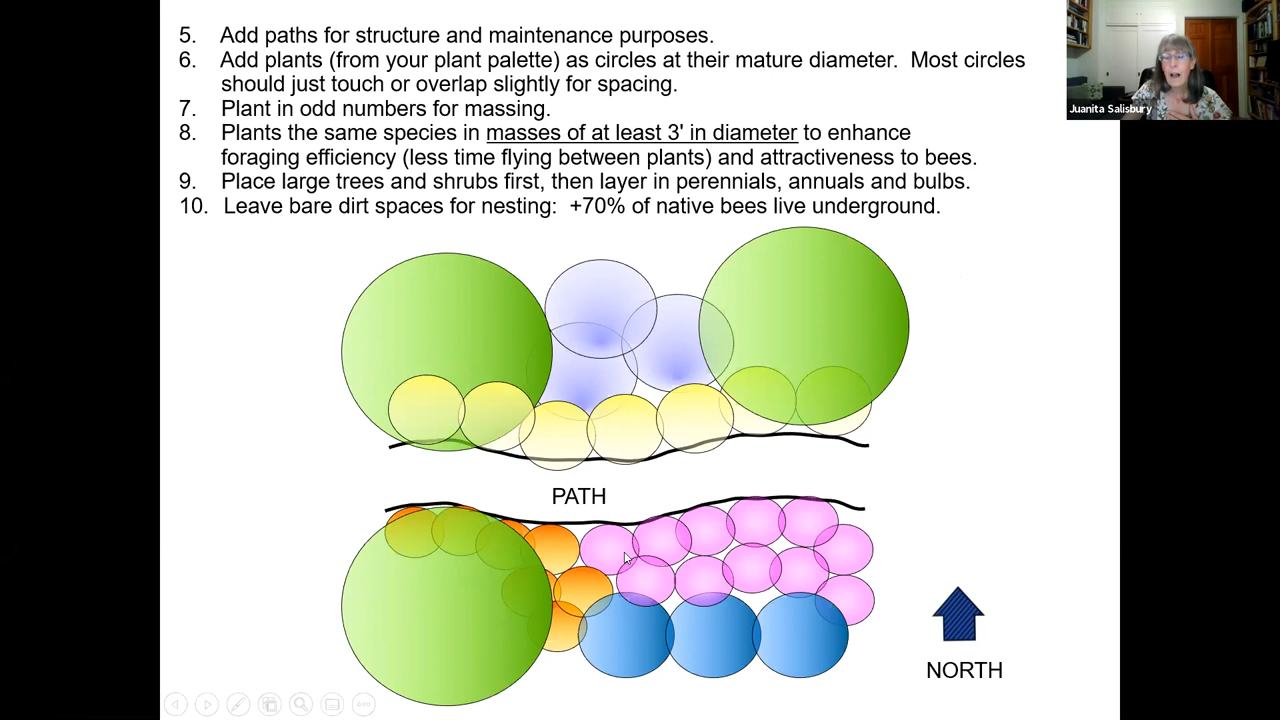 5. Add paths for structure and maintenance purposes.
6. Add plants (from your plant palette) as circles at their mature diameter. Most circles
should just touch or overlap slightly for spacing.
7. Plant in odd numbers for massing.
8. Plants the same species in masses of at least 3' in diameter to enhance
foraging efficiency (less time flying between plants) and attractiveness to bees.
9. Place large trees and shrubs first, then layer in perennials, annuals and bulbs.
10. Leave bare dirt spaces for nesting: +70% of native bees live underground.
Juanita Salisbury
PATH
NORTH